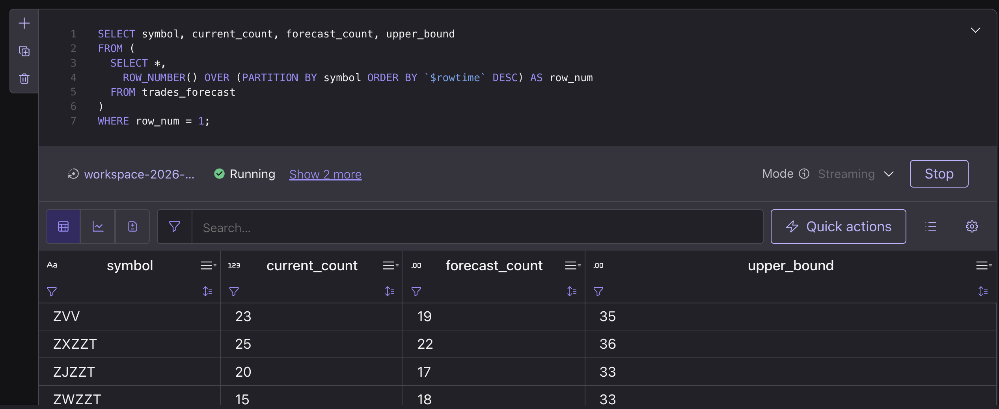 1 SELECT symbol, current_count, forecast_count, upper_bound
2 FROM (
3 SELECT *,
4 ROW_NUMBER() OVER (PARTITION BY symbol ORDER BY `$rowtime` DESC) AS row_num
5 FROM trades_forecast
6 )
7 WHERE row_num = 1;
workspace-2026-... Running Show 2 more Mode Streaming Stop
Search... Quick actions
Aa symbol 123 current_count .00 forecast_count .00 upper_bound
ZVV 23 19 35
ZXZZT 25 22 36
ZJZZT 20 17 33
ZWZZT 15 18 33